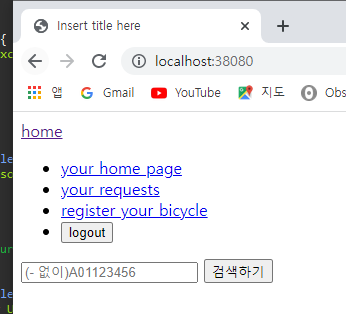 Insert title here
localhost:38080
앱
Gmail
YouTube
지도
Obs
home
your home page
your requests
register your bicycle
logout
(- 없이)A01123456
검색하기